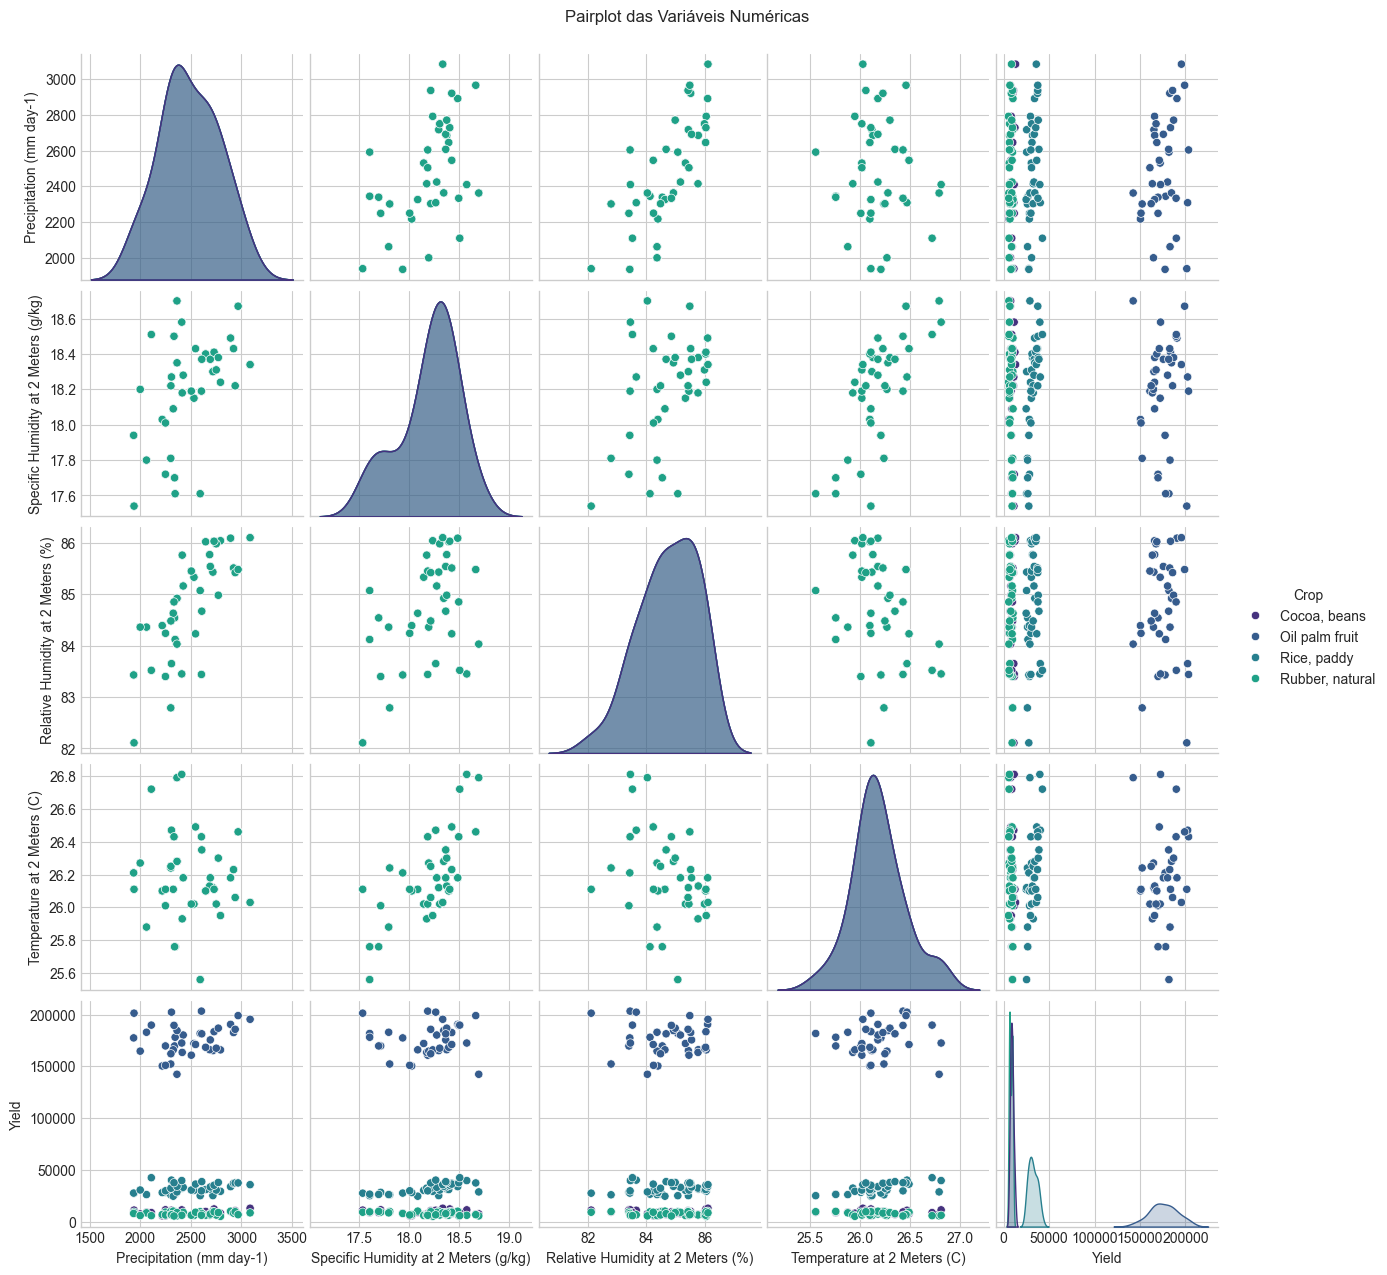 Pairplot das Variáveis Numéricas
Precipitation (mm day-1)
3000
2800
2600
2400
2200
2000
Specific Humidity at 2 Meters (g/kg)
18.6
18.4
18.2
18.0
17.8
17.6
Relative Humidity at 2 Meters (%)
86
85
84
83
82
Crop
Cocoa, beans
Oil palm fruit
Rice, paddy
Rubber, natural
Temperature at 2 Meters (C)
26.8
26.6
26.4
26.2
26.0
25.8
25.6
Yield
200000
150000
100000
50000
0
1500 2000 2500 3000 3500
Precipitation (mm day-1)
17.5 18.0 18.5 19.0
Specific Humidity at 2 Meters (g/kg)
82 84 86
Relative Humidity at 2 Meters (%)
25.5 26.0 26.5 27.0
Temperature at 2 Meters (C)
0 50000 100000 150000 200000
Yield